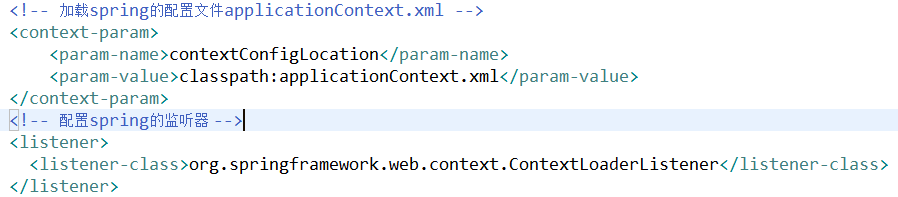 <!-- 加载spring的配置文件applicationContext.xml -->
<context-param>
    <param-name>contextConfigLocation</param-name>
    <param-value>classpath:applicationContext.xml</param-value>
</context-param>
<!-- 配置spring的监听器 -->
<listener>
  <listener-class>org.springframework.web.context.ContextLoaderListener</listener-class>
</listener>